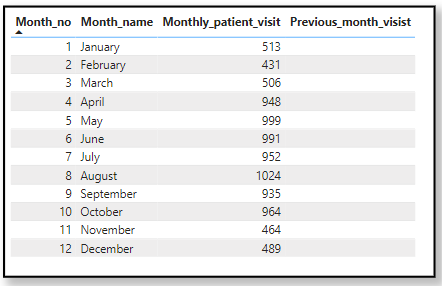 Month_no Month_name Monthly_patient_visit Previous_month_visist
1 January 513
2 February 431
3 March 506
4 April 948
5 May 999
6 June 991
7 July 952
8 August 1024
9 September 935
10 October 964
11 November 464
12 December 489